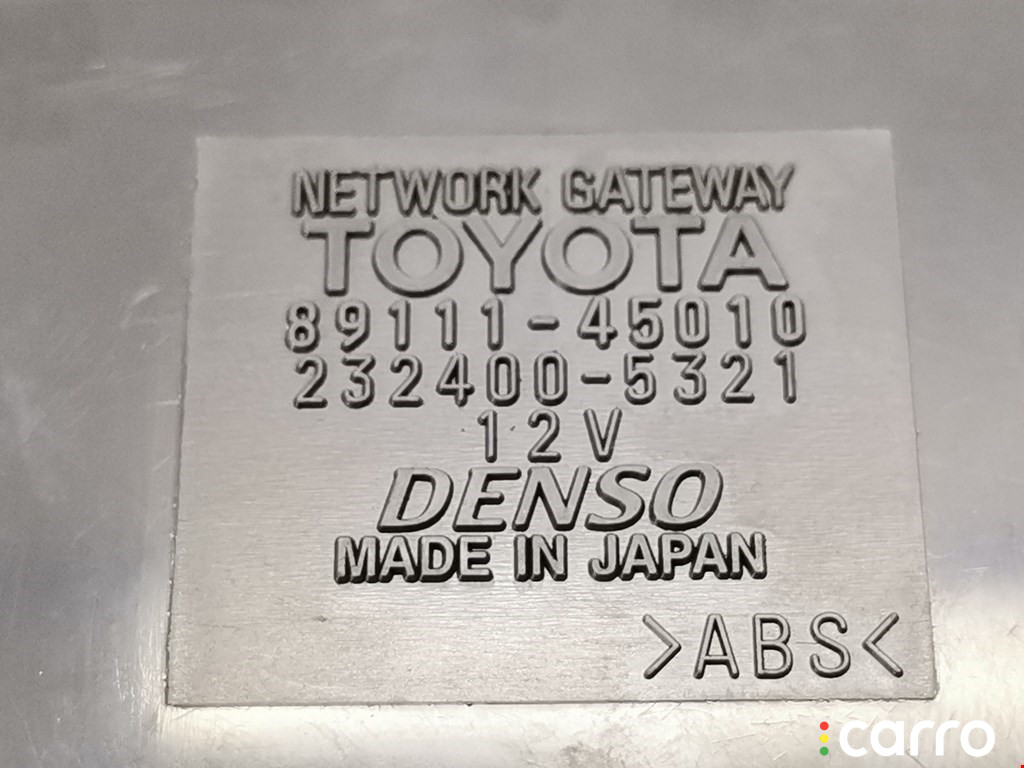 NETWORK GATEWAY
TOYOTA
89111-45010
232400-5321
12V
DENSO
MADE IN JAPAN
>ABS<
carro